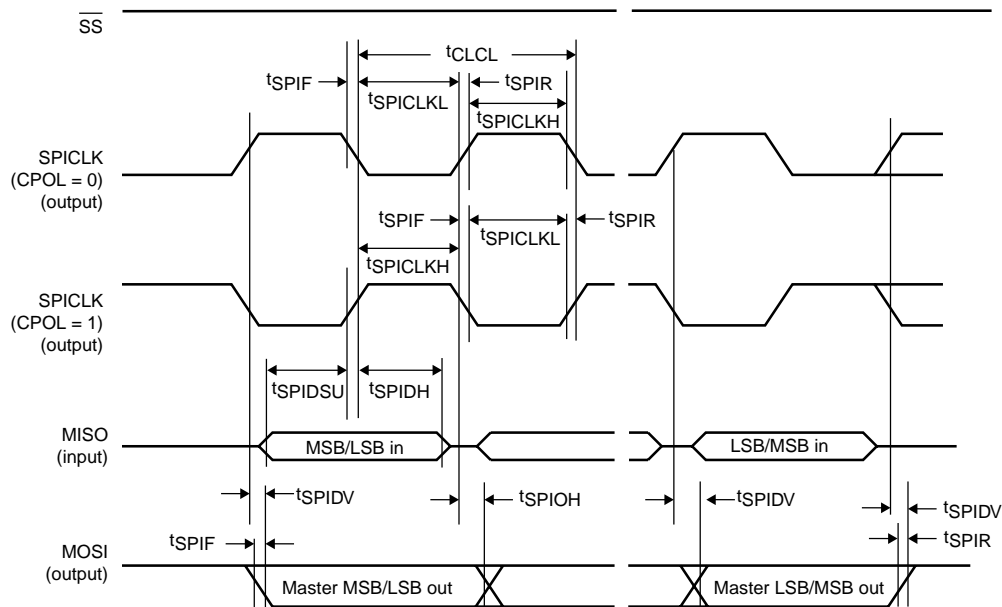 SS
tCLCL
tSPIF
tSPICLKL
tSPIR
tSPICLKH
SPICLK
(CPOL = 0)
(output)
tSPIF
tSPICLKL
tSPIR
tSPICLKH
SPICLK
(CPOL = 1)
(output)
tSPIDSU
tSPIDH
MISO
(input)
MSB/LSB in
LSB/MSB in
tSPIDV
tSPIOH
tSPIDV
tSPIDV
tSPIF
tSPIR
MOSI
(output)
Master MSB/LSB out
Master LSB/MSB out